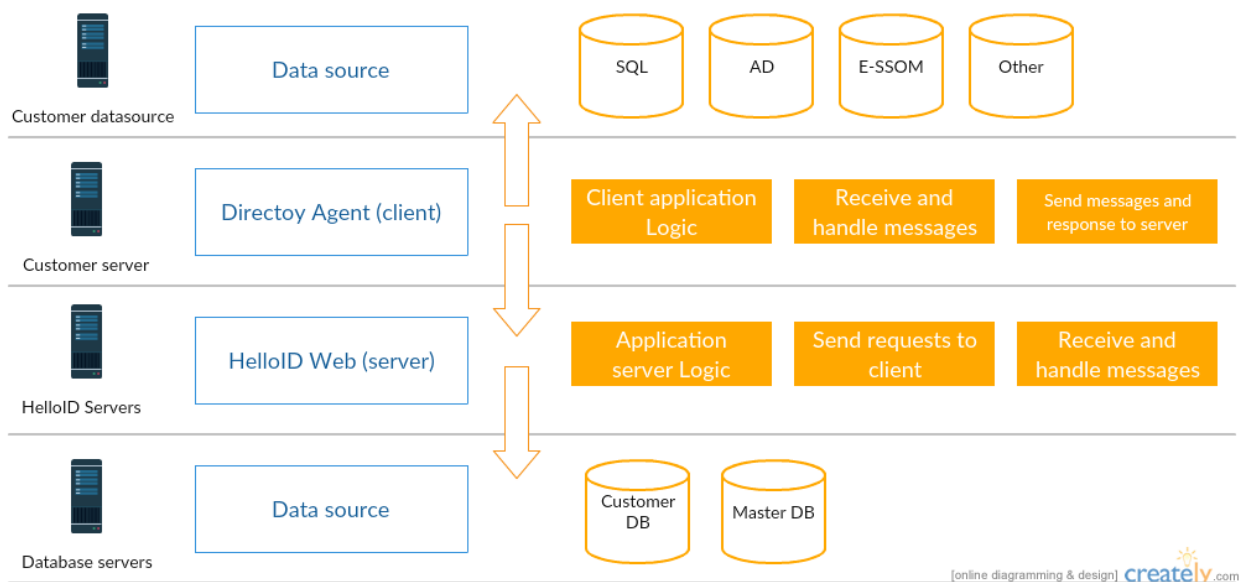 Data source
SQL
AD
E-SSOM
Other
Customer datasource
Directoy Agent (client)
Client application
Logic
Receive and
handle messages
Send messages and
response to server
Customer server
HelloID Web (server)
Application
server Logic
Send requests to
client
Receive and
handle messages
HelloID Servers
Data source
Customer
DB
Master DB
Database servers
[online diagramming & design] creately.com